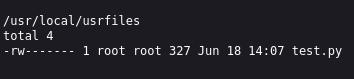 /usr/local/usrfiles
total 4
-rw------- 1 root root 327 Jun 18 14:07 test.py